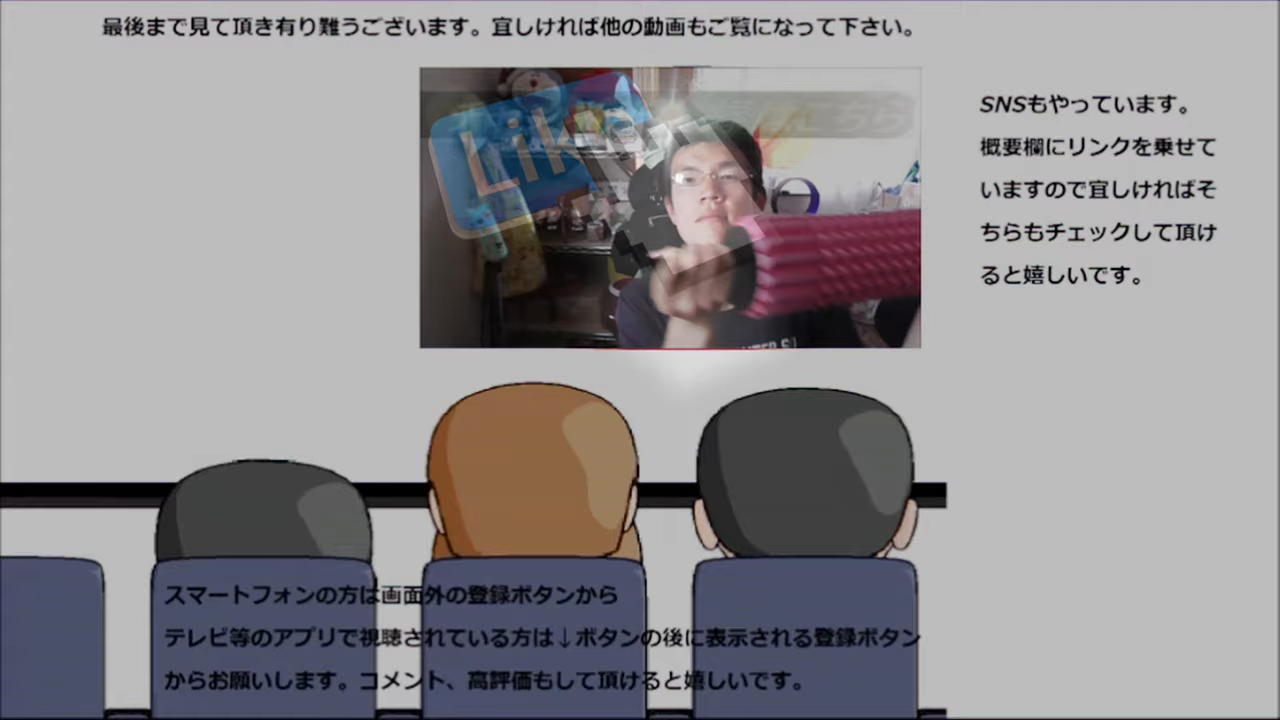 最後まで見て頂き有り難うございます。宜しければ他の動画もご覧になって下さい。
Like
こちら
SNSもやっています。
概要欄にリンクを乗せて
いますので宜しければそ
ちらもチェックして頂け
ると嬉しいです。
スマートフォンの方は画面外の登録ボタンから
テレビ等のアプリで視聴されている方は↓ボタンの後に表示される登録ボタン
からお願いします。コメント、高評価もして頂けると嬉しいです。